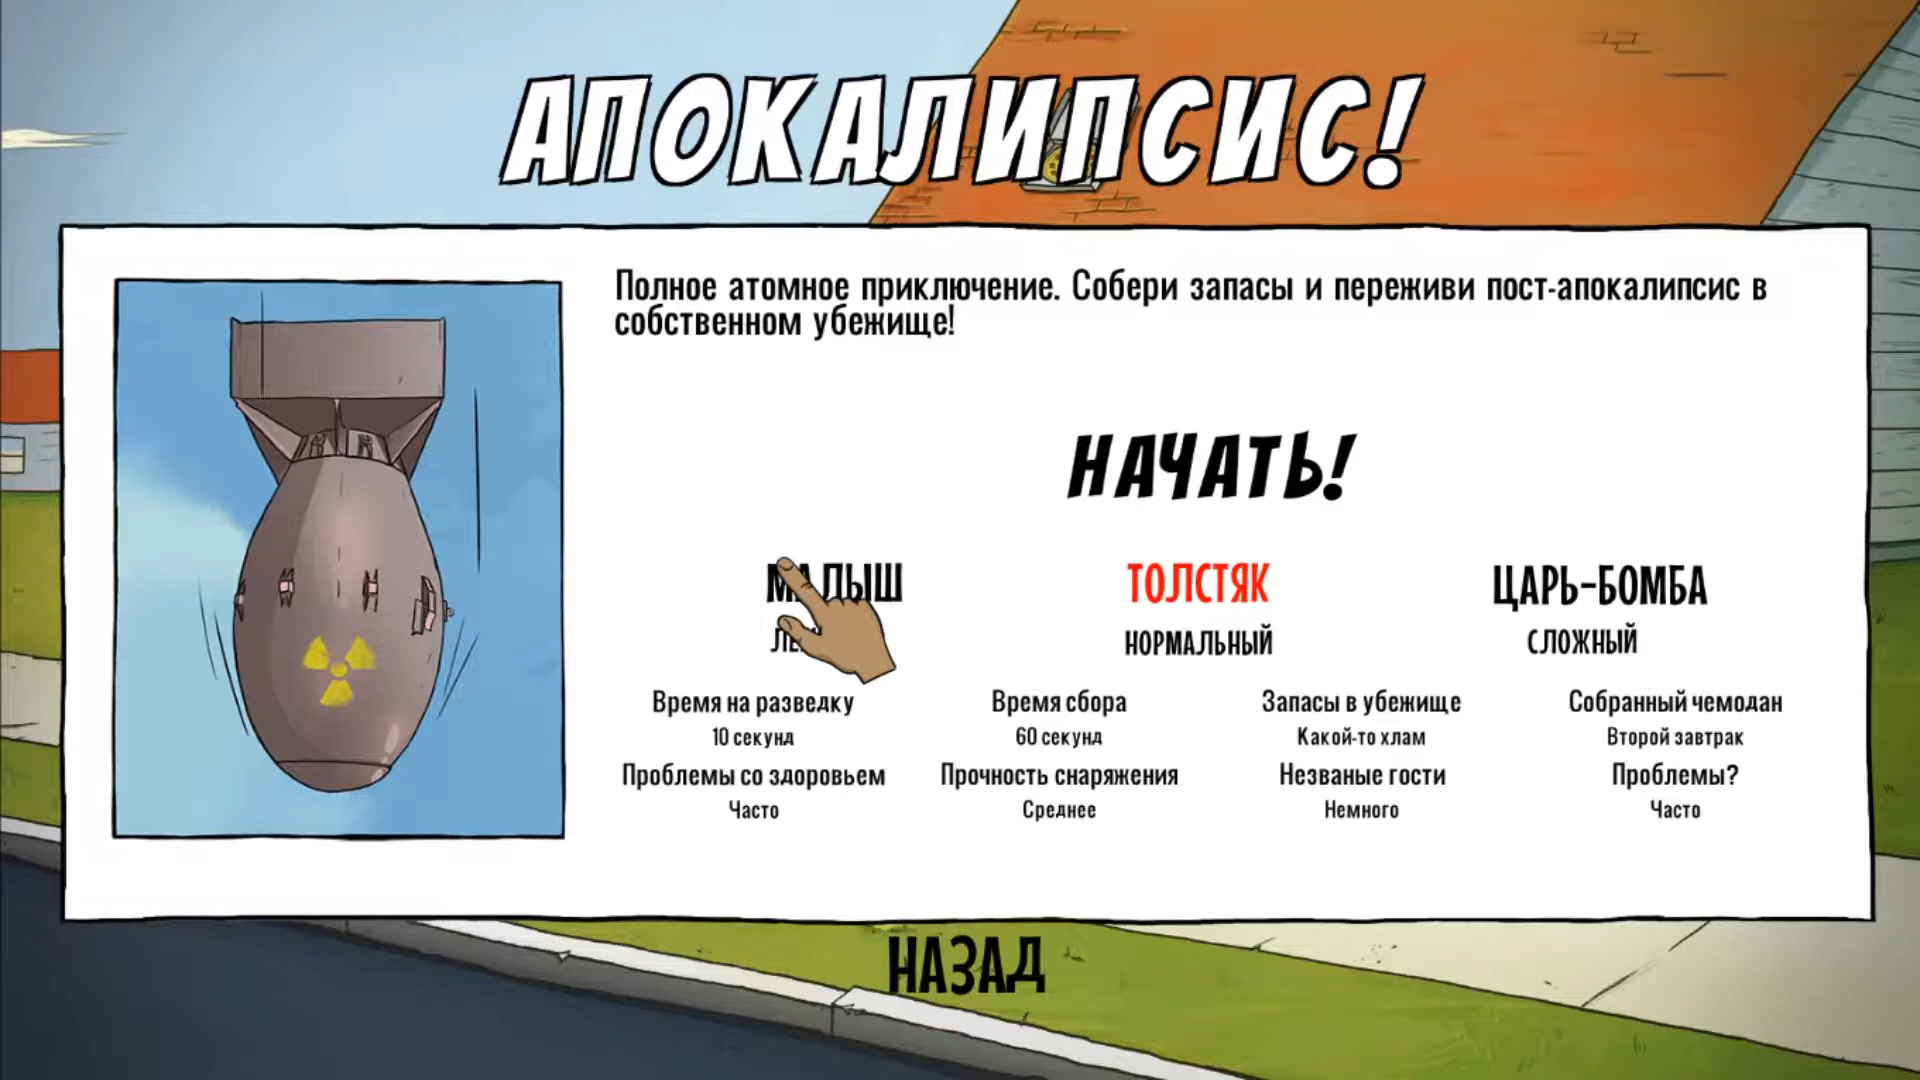 АПОКАЛИПСИС!
Полное атомное приключение. Собери запасы и переживи пост-апокалипсис в
собственном убежище!
НАЧАТЬ!
МАЛЫШ ТОЛСТЯК ЦАРЬ-БОМБА
НОРМАЛЬНЫЙ СЛОЖНЫЙ
Время на разведку Время сбора Запасы в убежище Собранный чемодан
10 секунд 60 секунд Какой-то хлам Второй завтрак
Проблемы со здоровьем Прочность снаряжения Незваные гости Проблемы?
Часто Среднее Немного Часто
НАЗАД